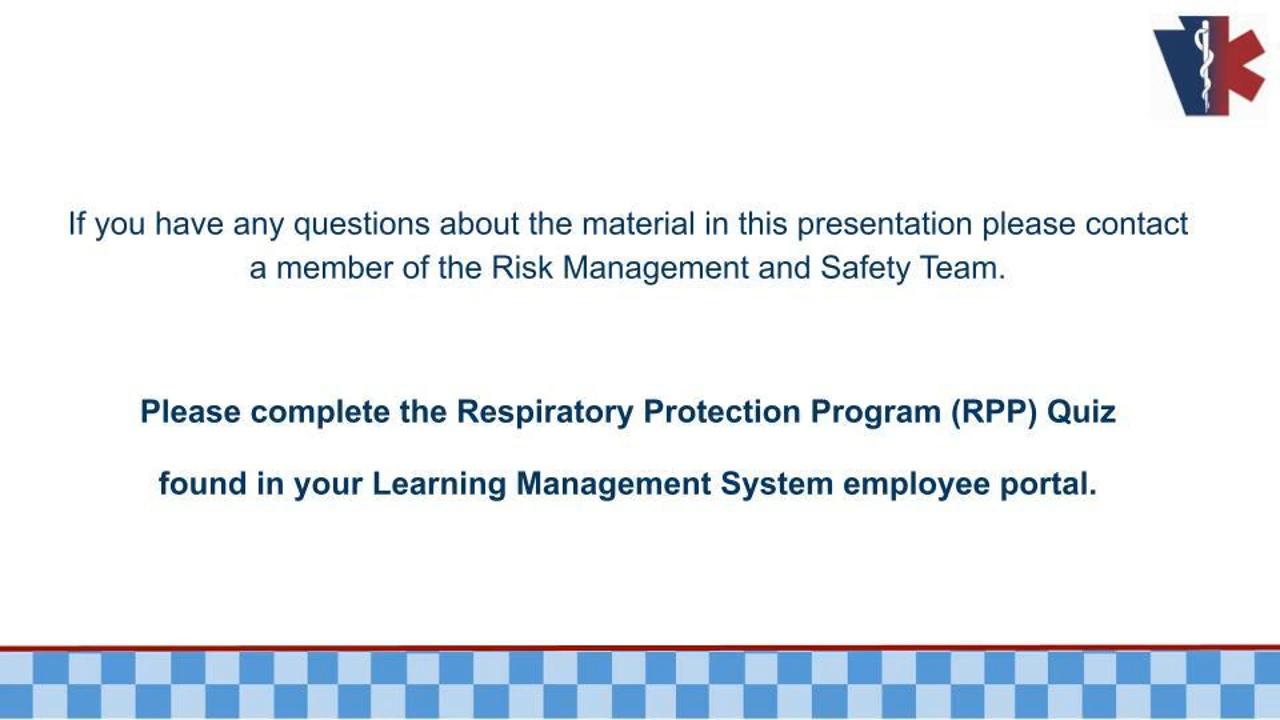 If you have any questions about the material in this presentation please contact
a member of the Risk Management and Safety Team.
Please complete the Respiratory Protection Program (RPP) Quiz
found in your Learning Management System employee portal.